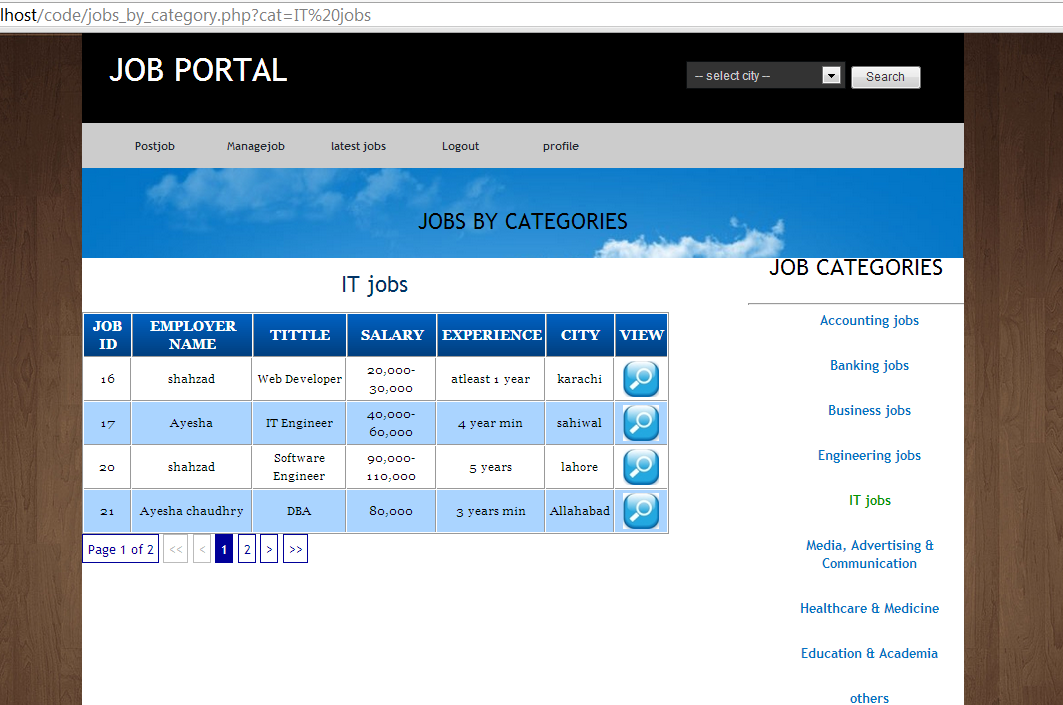 lhost/code/jobs_by_category.php?cat=IT%20jobs
JOB PORTAL
-- select city --
Search
Postjob Managejob latest jobs Logout profile
JOBS BY CATEGORIES
IT jobs
JOB ID EMPLOYER NAME TITTLE SALARY EXPERIENCE CITY VIEW
16 shahzad Web Developer 20,000-30,000 atleast 1 year karachi
17 Ayesha IT Engineer 40,000-60,000 4 year min sahiwal
20 shahzad Software Engineer 90,000-110,000 5 years lahore
21 Ayesha chaudhry DBA 80,000 3 years min Allahabad
Page 1 of 2 << < 1 2 > >>
JOB CATEGORIES
Accounting jobs
Banking jobs
Business jobs
Engineering jobs
IT jobs
Media, Advertising &
Communication
Healthcare & Medicine
Education & Academia
others